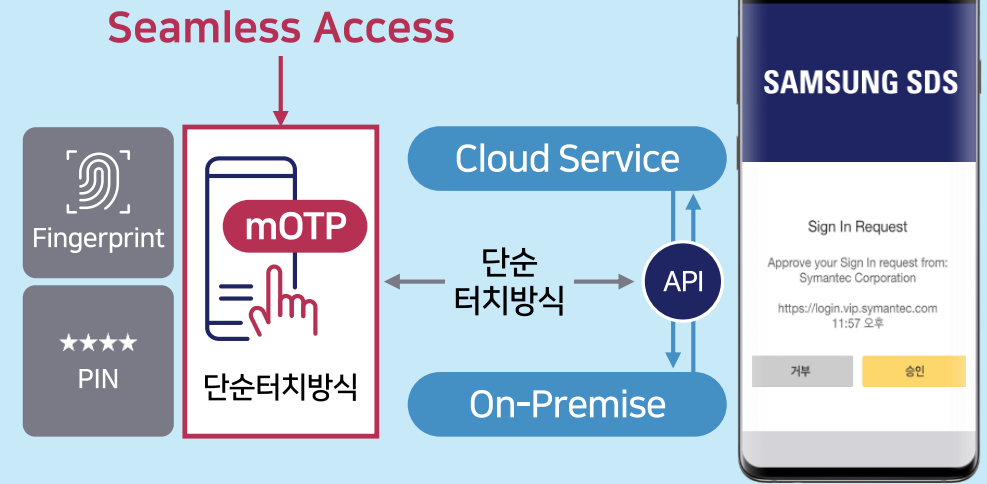 Seamless Access
Fingerprint
★★★★
PIN
mOTP
단순터치방식
단순
터치방식
Cloud Service
API
On-Premise
SAMSUNG SDS
Sign In Request
Approve your Sign In request from:
Symantec Corporation
https://login.vip.symantec.com
11:57 오후
거부
승인